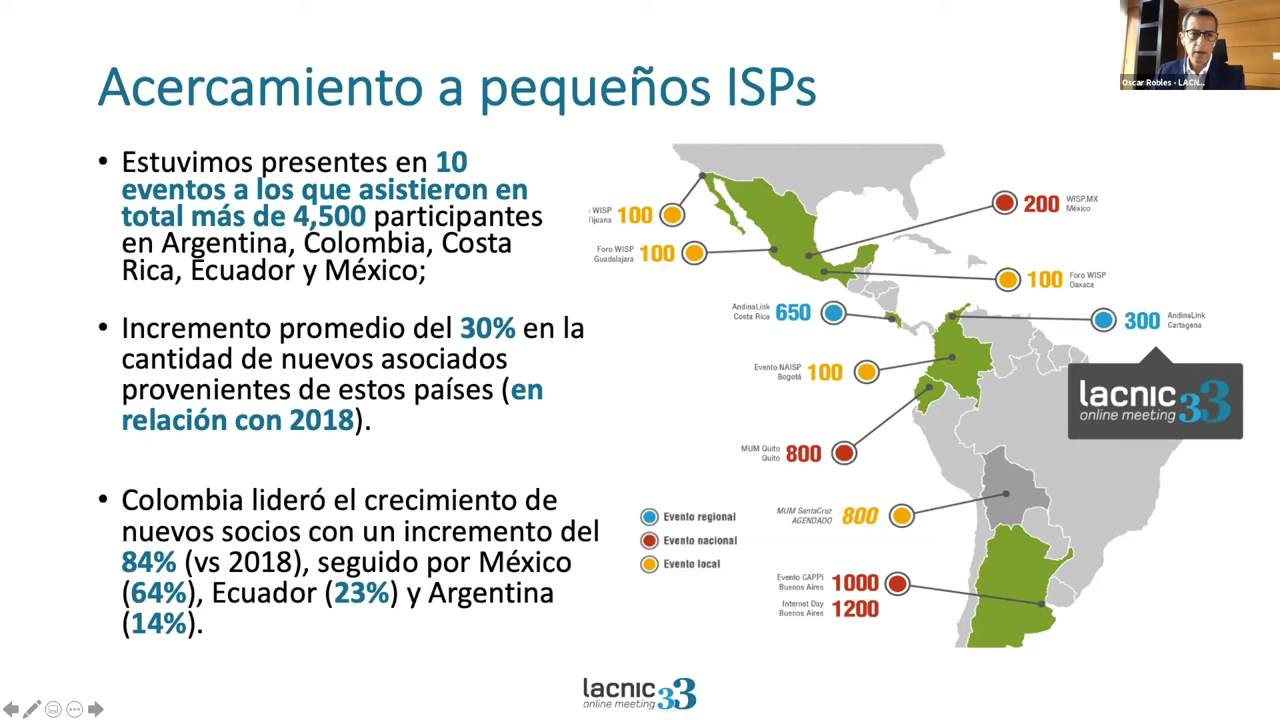 Oscar Robles - LACN...
Acercamiento a pequeños ISPs
• Estuvimos presentes en 10
eventos a los que asistieron en
total más de 4,500 participantes
en Argentina, Colombia, Costa
Rica, Ecuador y México;
• Incremento promedio del 30% en la
cantidad de nuevos asociados
provenientes de estos países (en
relación con 2018).
• Colombia lideró el crecimiento de
nuevos socios con un incremento del
84% (vs 2018), seguido por México
(64%), Ecuador (23%) y Argentina
(14%).
WISP
Tijuana 100
Foro WISP
Guadalajara 100
200 WISP.MX
México
100 Foro WISP
Oaxaca
AndinaLink
Costa Rica 650
300 AndinaLink
Cartagena
Evento NAISP
Bogotá 100
lacnic 33
online meeting
MUM Quito
Quito 800
MUM SantaCruz
AGENDADO 800
Evento regional
Evento nacional
Evento local
Evento CAPPI
Buenos Aires 1000
Internet Day
Buenos Aires 1200
lacnic 33
online meeting